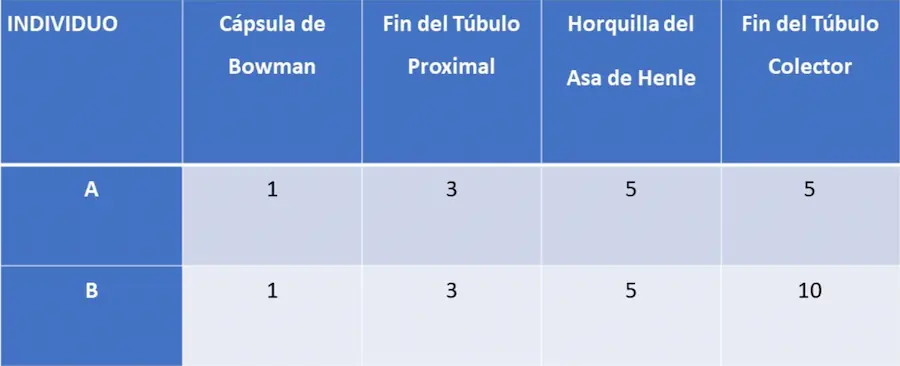 INDIVIDUO Cápsula de Bowman Fin del Túbulo Proximal Horquilla del Asa de Henle Fin del Túbulo Colector
A 1 3 5 5
B 1 3 5 10